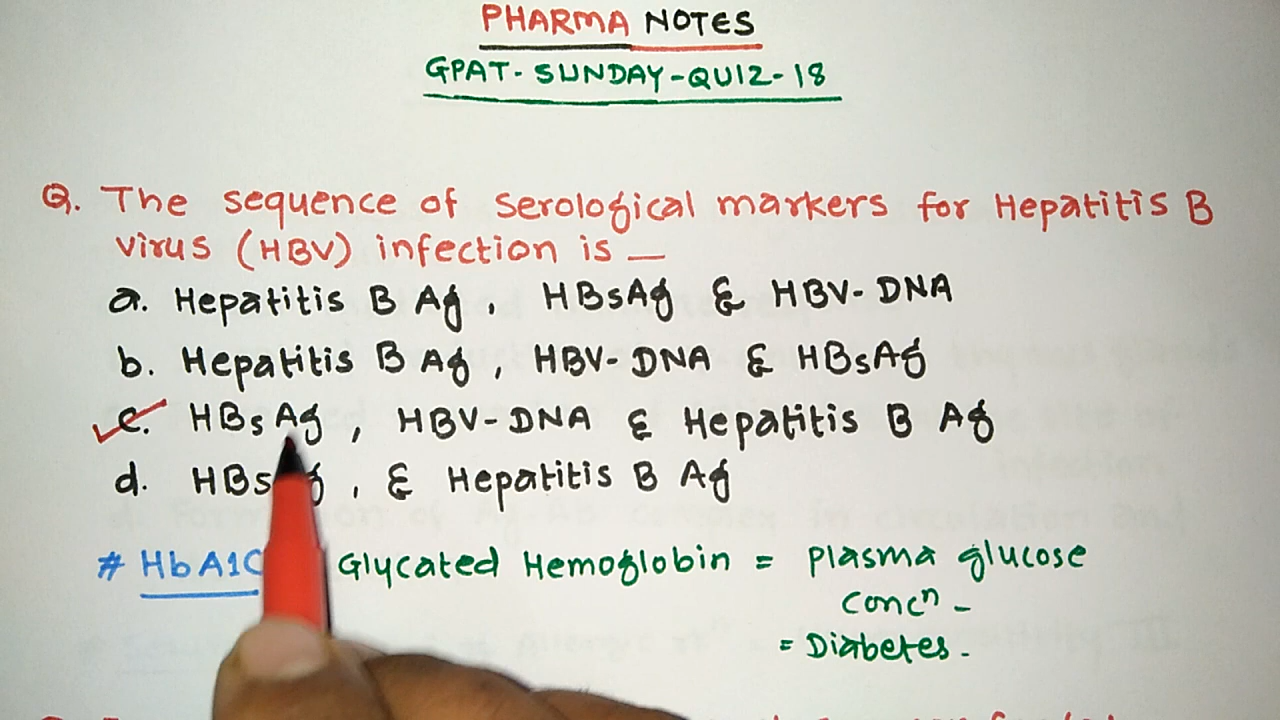 PHARMA NOTES
GPAT-SUNDAY-QUIZ-18
Q. The sequence of serological markers for Hepatitis B
virus (HBV) infection is —
a. Hepatitis B Ag, HBsAg & HBV-DNA
b. Hepatitis B Ag, HBV-DNA & HBsAg
c. HBsAg, HBV-DNA & Hepatitis B Ag
d. HBsAg, & Hepatitis B Ag
# HbA1C Glycated Hemoglobin = Plasma glucose
Concⁿ -
= Diabetes.